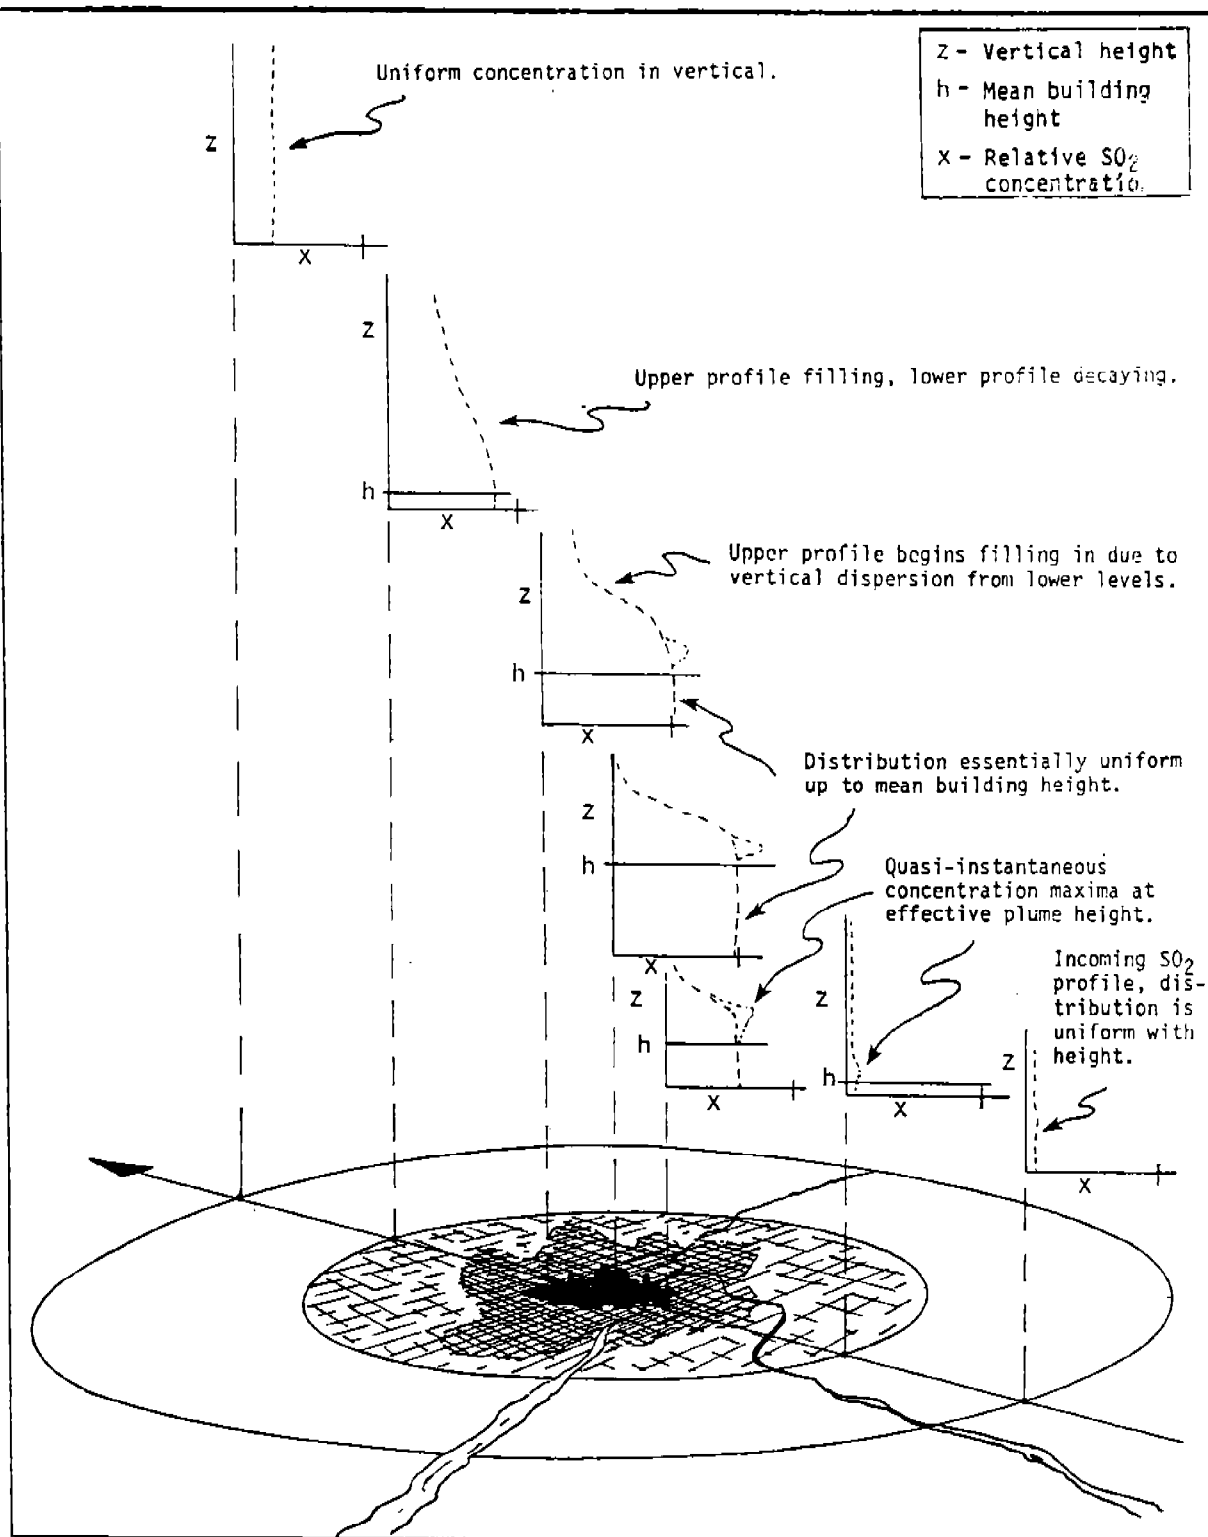 Uniform concentration in vertical.
z - Vertical height
h - Mean building
height
x - Relative SO2
concentratio
z
x
z
Upper profile filling, lower profile decaying.
h
x
Upper profile begins filling in due to
vertical dispersion from lower levels.
z
h
x
Distribution essentially uniform
up to mean building height.
z
h
x
Quasi-instantaneous
concentration maxima at
effective plume height.
Incoming SO2
profile, dis-
tribution is
uniform with
height.
z
h
x
z
h
x
z
x